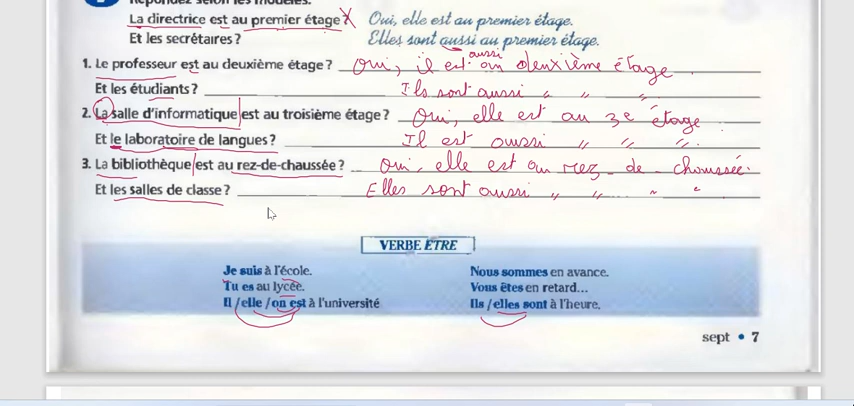 Répondez selon les modèles.
La directrice est au premier étage ? Oui, elle est au premier étage.
Et les secrétaires ? Elles sont aussi au premier étage.
aussi
1. Le professeur est au deuxième étage ? Oui, il est au deuxième étage
Et les étudiants ? Ils sont aussi " " "
2. La salle d'informatique est au troisième étage ? Oui, elle est au 3e étage
Et le laboratoire de langues ? Il est aussi " " "
3. La bibliothèque est au rez-de-chaussée ? Oui, elle est au rez-de-chaussée.
Et les salles de classe ? Elles sont aussi " " " "
VERBE ÊTRE
Je suis à l'école. Nous sommes en avance.
Tu es au lycée. Vous êtes en retard...
Il / elle / on est à l'université Ils / elles sont à l'heure.
sept • 7